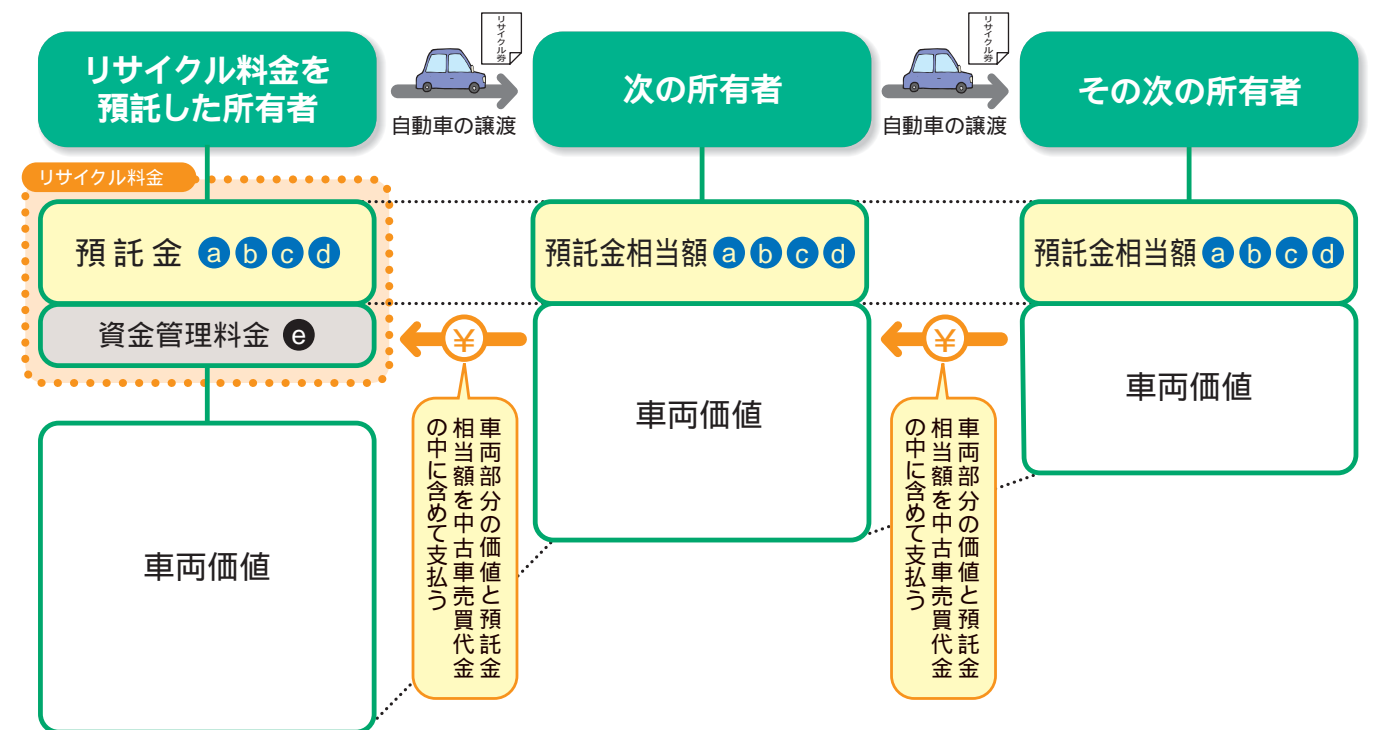 リサイクル料金を
預託した所有者
リサイクル券
自動車の譲渡
次の所有者
リサイクル券
自動車の譲渡
その次の所有者
リサイクル料金
預託金 a b c d
預託金相当額 a b c d
預託金相当額 a b c d
資金管理料金 e
¥
¥
車両価値
車両価値
車両価値
車両部分の価値と預託金
相当額を中古車売買代金
の中に含めて支払う
車両部分の価値と預託金
相当額を中古車売買代金
の中に含めて支払う